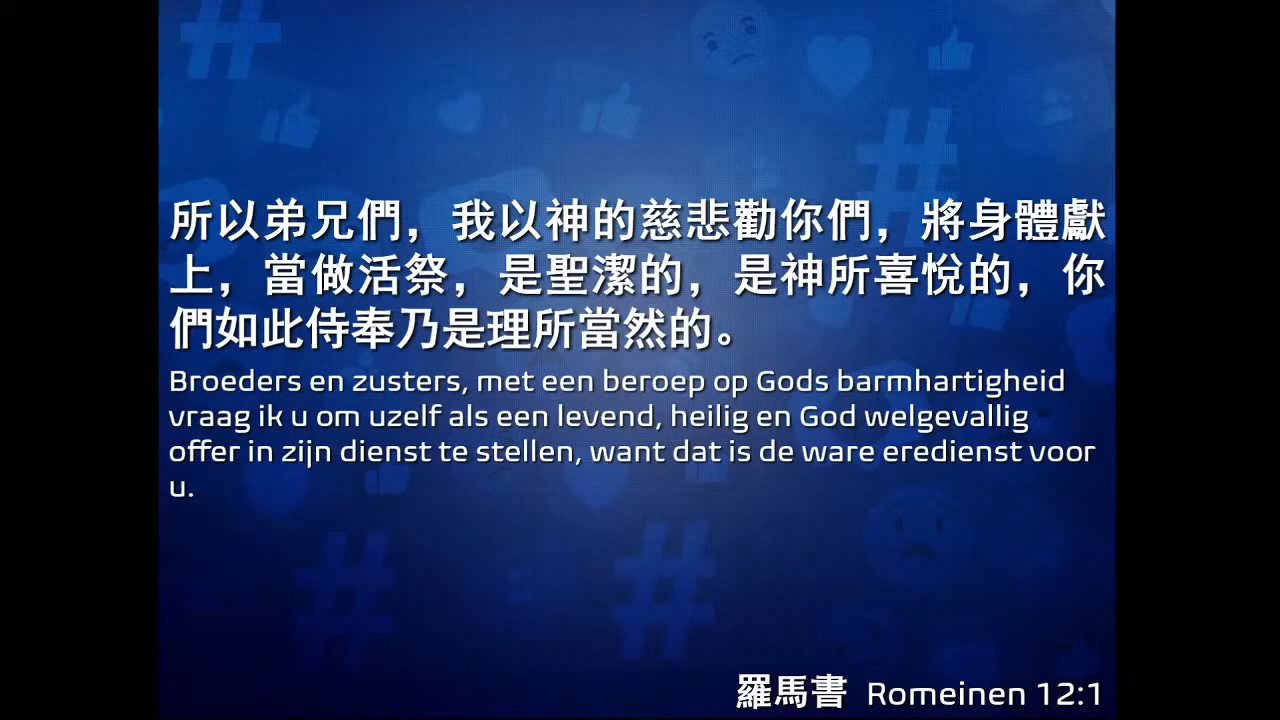 所以弟兄們，我以神的慈悲勸你們，將身體獻
上，當做活祭，是聖潔的，是神所喜悅的，你
們如此侍奉乃是理所當然的。
Broeders en zusters, met een beroep op Gods barmhartigheid
vraag ik u om uzelf als een levend, heilig en God welgevallig
offer in zijn dienst te stellen, want dat is de ware eredienst voor
u.
羅馬書 Romeinen 12:1